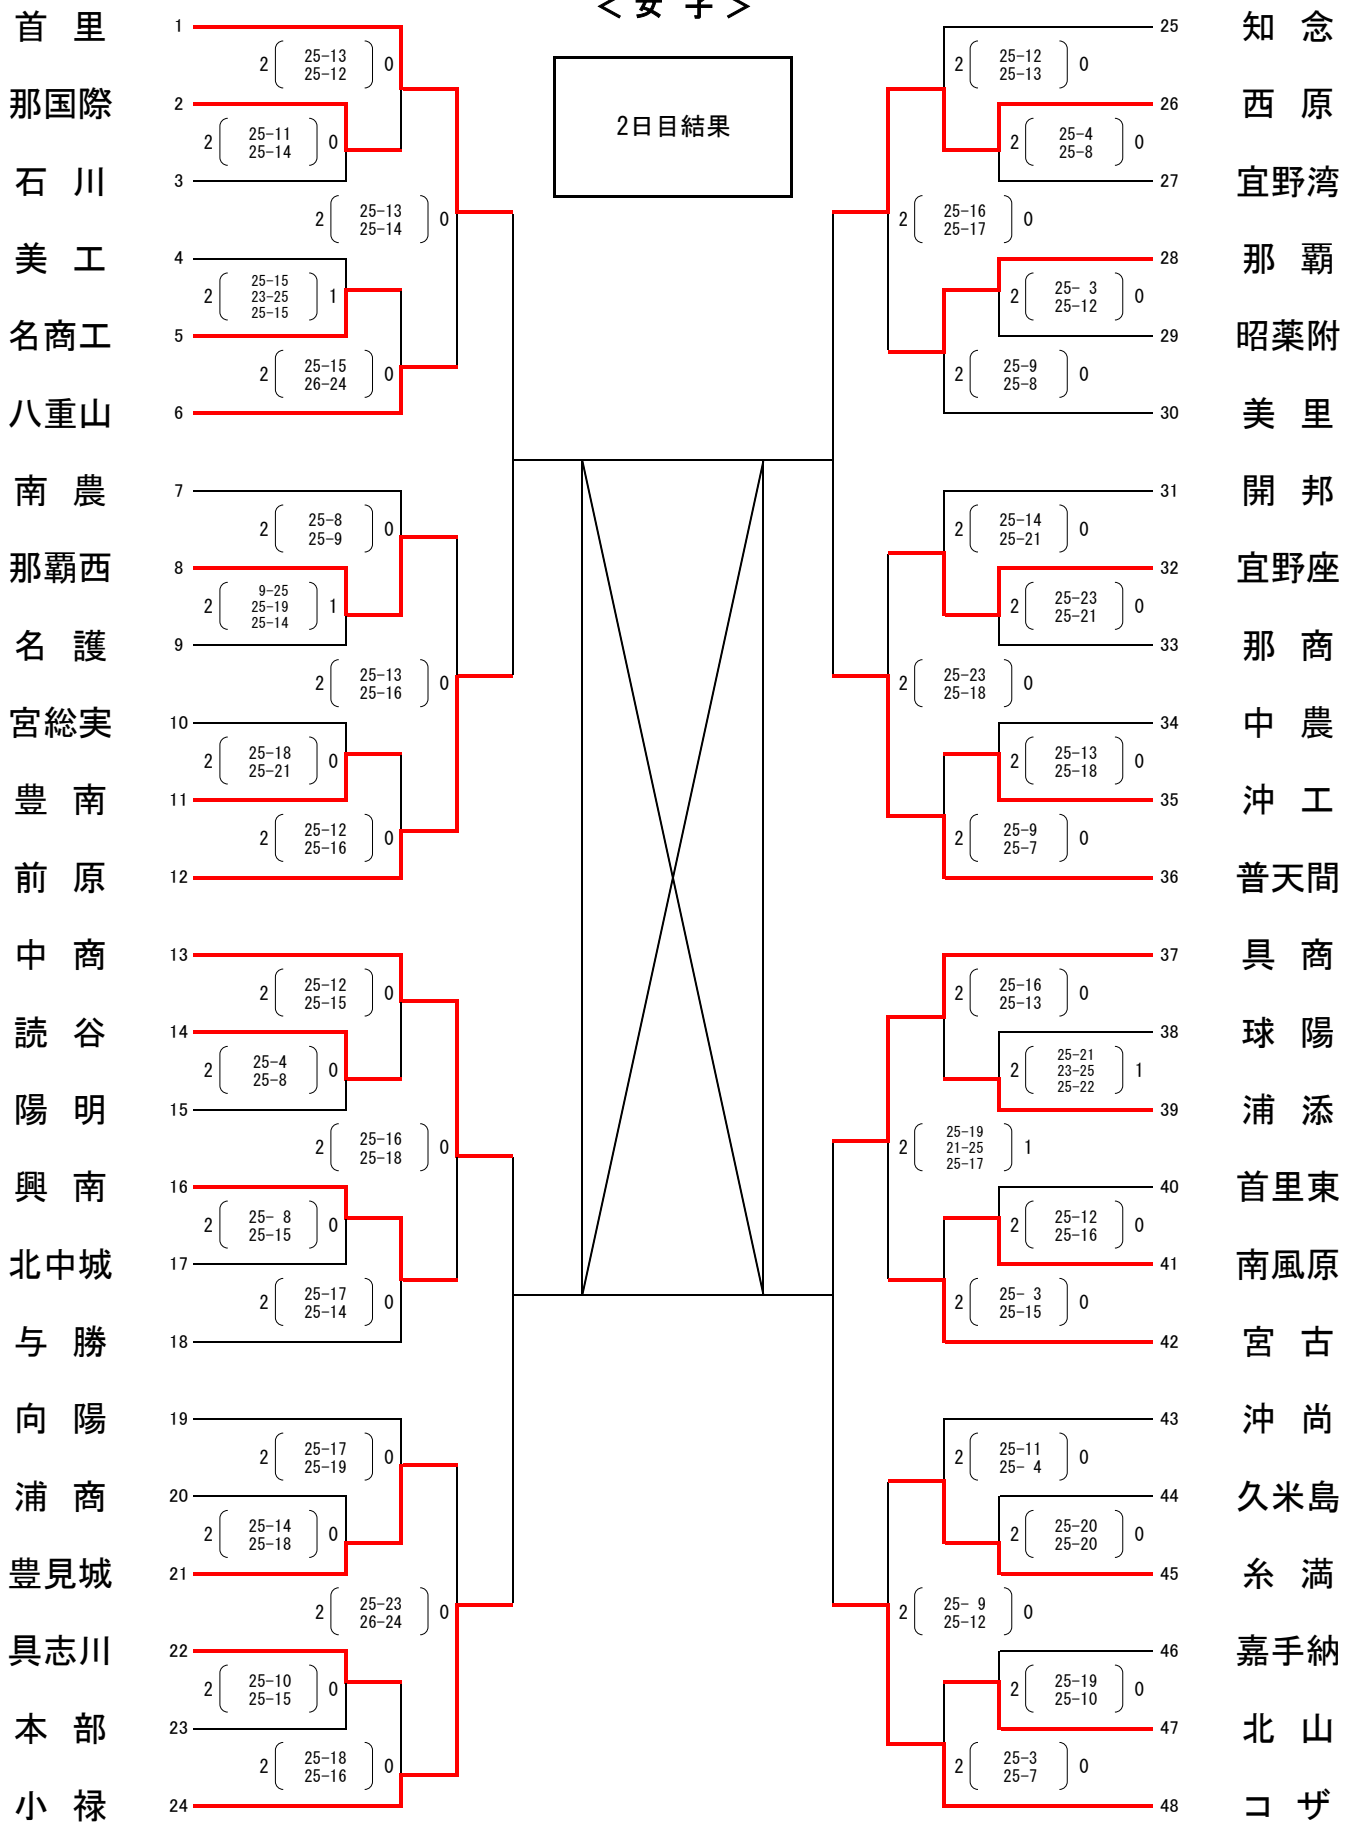 ＜ 女 子 ＞
2日目結果
首 里 1
2 25-13 0
25-12
那国際 2
2 25-11 0
25-14
石 川 3
2 25-13 0
25-14
美 工 4
2 25-15 1
23-25
25-15
名商工 5
2 25-15 0
26-24
八重山 6
南 農 7
2 25-8 0
25-9
那覇西 8
2 9-25 1
25-19
25-14
名 護 9
2 25-13 0
25-16
宮総実 10
2 25-18 0
25-21
豊 南 11
2 25-12 0
25-16
前 原 12
中 商 13
2 25-12 0
25-15
読 谷 14
2 25-4 0
25-8
陽 明 15
2 25-16 0
25-18
興 南 16
2 25- 8 0
25-15
北中城 17
2 25-17 0
25-14
与 勝 18
向 陽 19
2 25-17 0
25-19
浦 商 20
2 25-14 0
25-18
豊見城 21
2 25-23 0
26-24
具志川 22
2 25-10 0
25-15
本 部 23
2 25-18 0
25-16
小 禄 24
25 知 念
2 25-12 0
25-13
26 西 原
2 25-4 0
25-8
27 宜野湾
2 25-16 0
25-17
28 那 覇
2 25- 3 0
25-12
29 昭薬附
2 25-9 0
25-8
30 美 里
31 開 邦
2 25-14 0
25-21
32 宜野座
2 25-23 0
25-21
33 那 商
2 25-23 0
25-18
34 中 農
2 25-13 0
25-18
35 沖 工
2 25-9 0
25-7
36 普天間
37 具 商
2 25-16 0
25-13
38 球 陽
2 25-21 1
23-25
25-22
39 浦 添
2 25-19 1
21-25
25-17
40 首里東
2 25-12 0
25-16
41 南風原
2 25- 3 0
25-15
42 宮 古
43 沖 尚
2 25-11 0
25- 4
44 久米島
2 25-20 0
25-20
45 糸 満
2 25- 9 0
25-12
46 嘉手納
2 25-19 0
25-10
47 北 山
2 25-3 0
25-7
48 コ ザ